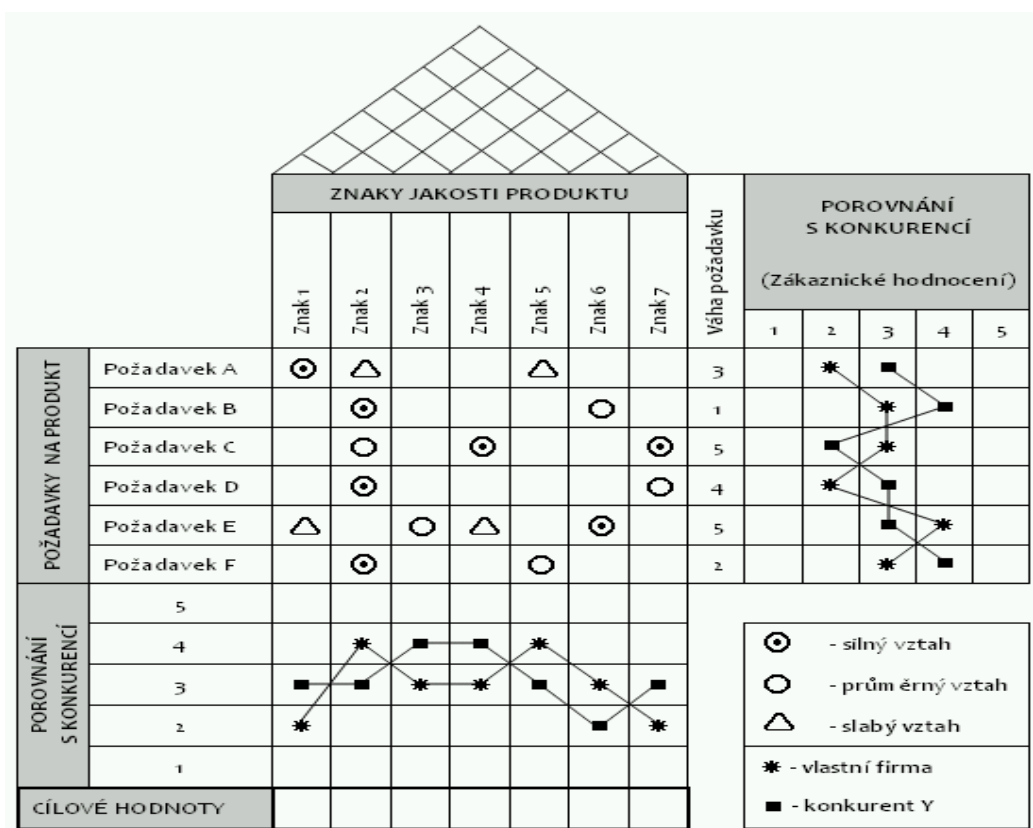 ZNAKY JAKOSTI PRODUKTU
Znak 1
Znak 2
Znak 3
Znak 4
Znak 5
Znak 6
Znak 7
Váha požadavku
POROVNÁNÍ
S KONKURENCÍ
(Zákaznické hodnocení)
1 2 3 4 5
POŽADAVKY NA PRODUKT
Požadavek A 3
Požadavek B 1
Požadavek C 5
Požadavek D 4
Požadavek E 5
Požadavek F 2
POROVNÁNÍ
S KONKURENCÍ
5
4
3
2
1
CÍLOVÉ HODNOTY
- silný vztah
- průměrný vztah
- slabý vztah
- vlastní firma
- konkurent Y